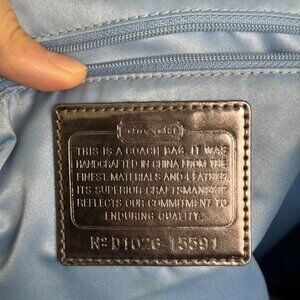 COACH
THIS IS A COACH BAG. IT WAS
HANDCRAFTED IN CHINA FROM THE
FINEST MATERIALS AND LEATHER.
ITS SUPERIOR CRAFTSMANSHIP
REFLECTS OUR COMMITMENT TO
ENDURING QUALITY.
Nº D1026-15591